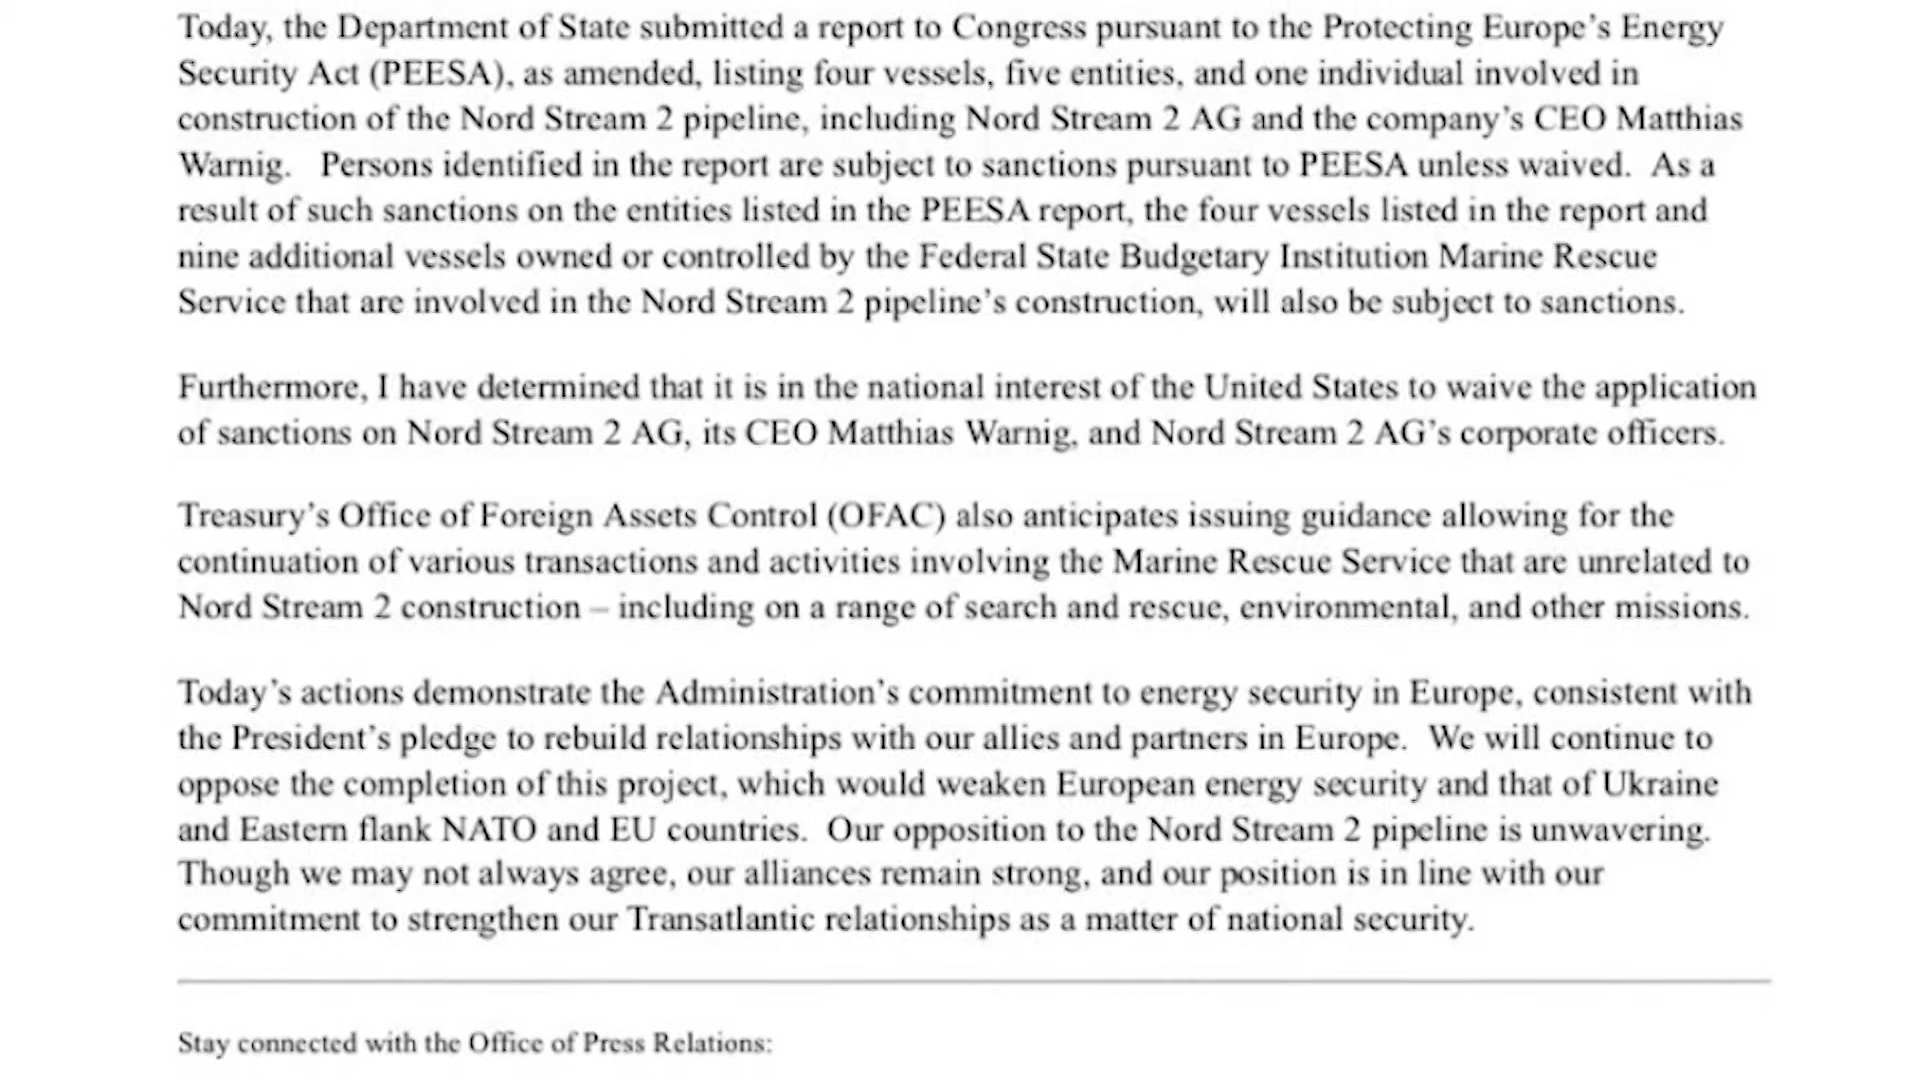 Today, the Department of State submitted a report to Congress pursuant to the Protecting Europe's Energy
Security Act (PEESA), as amended, listing four vessels, five entities, and one individual involved in
construction of the Nord Stream 2 pipeline, including Nord Stream 2 AG and the company's CEO Matthias
Warnig.   Persons identified in the report are subject to sanctions pursuant to PEESA unless waived.  As a
result of such sanctions on the entities listed in the PEESA report, the four vessels listed in the report and
nine additional vessels owned or controlled by the Federal State Budgetary Institution Marine Rescue
Service that are involved in the Nord Stream 2 pipeline's construction, will also be subject to sanctions.
Furthermore, I have determined that it is in the national interest of the United States to waive the application
of sanctions on Nord Stream 2 AG, its CEO Matthias Warnig, and Nord Stream 2 AG's corporate officers.
Treasury's Office of Foreign Assets Control (OFAC) also anticipates issuing guidance allowing for the
continuation of various transactions and activities involving the Marine Rescue Service that are unrelated to
Nord Stream 2 construction – including on a range of search and rescue, environmental, and other missions.
Today's actions demonstrate the Administration's commitment to energy security in Europe, consistent with
the President's pledge to rebuild relationships with our allies and partners in Europe.  We will continue to
oppose the completion of this project, which would weaken European energy security and that of Ukraine
and Eastern flank NATO and EU countries.  Our opposition to the Nord Stream 2 pipeline is unwavering.
Though we may not always agree, our alliances remain strong, and our position is in line with our
commitment to strengthen our Transatlantic relationships as a matter of national security.
Stay connected with the Office of Press Relations: